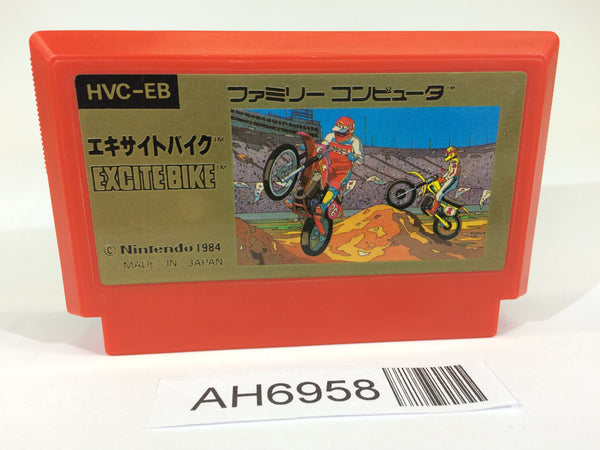 HVC-EB
ファミリー コンピュータ™
エキサイトバイク™
EXCITEBIKE™
© Nintendo 1984
MADE IN JAPAN
AH6958